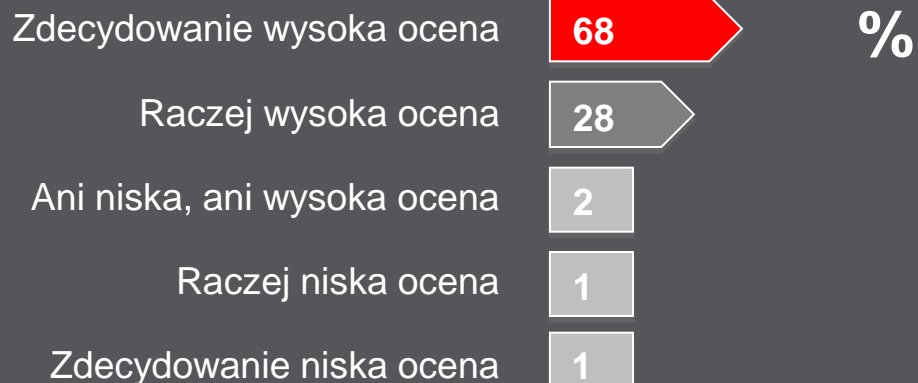 Zdecydowanie wysoka ocena 68 %
Raczej wysoka ocena 28
Ani niska, ani wysoka ocena 2
Raczej niska ocena 1
Zdecydowanie niska ocena 1